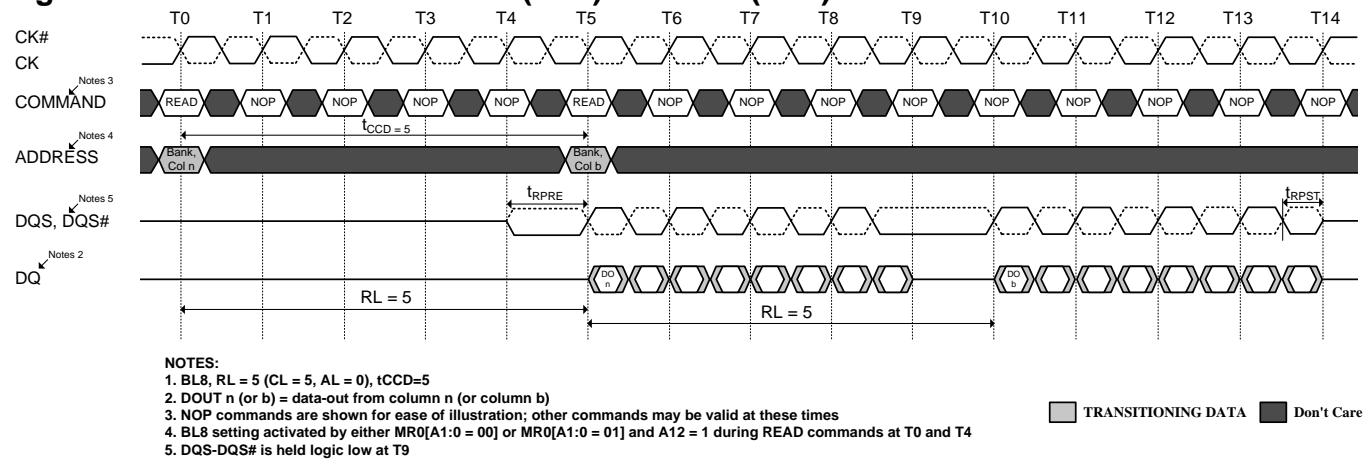 T0 T1 T2 T3 T4 T5 T6 T7 T8 T9 T10 T11 T12 T13 T14
CK#
CK
Notes 3
COMMAND
READ NOP NOP NOP NOP READ NOP NOP NOP NOP NOP NOP NOP NOP NOP
tCCD = 5
Notes 4
ADDRESS
Bank, Col n
Bank, Col b
Notes 5
DQS, DQS#
tRPRE
tRPST
Notes 2
DQ
DO n
DO b
RL = 5
RL = 5
NOTES:
1. BL8, RL = 5 (CL = 5, AL = 0), tCCD=5
2. DOUT n (or b) = data-out from column n (or column b)
3. NOP commands are shown for ease of illustration; other commands may be valid at these times
4. BL8 setting activated by either MR0[A1:0 = 00] or MR0[A1:0 = 01] and A12 = 1 during READ commands at T0 and T4
5. DQS-DQS# is held logic low at T9
TRANSITIONING DATA
Don't Care